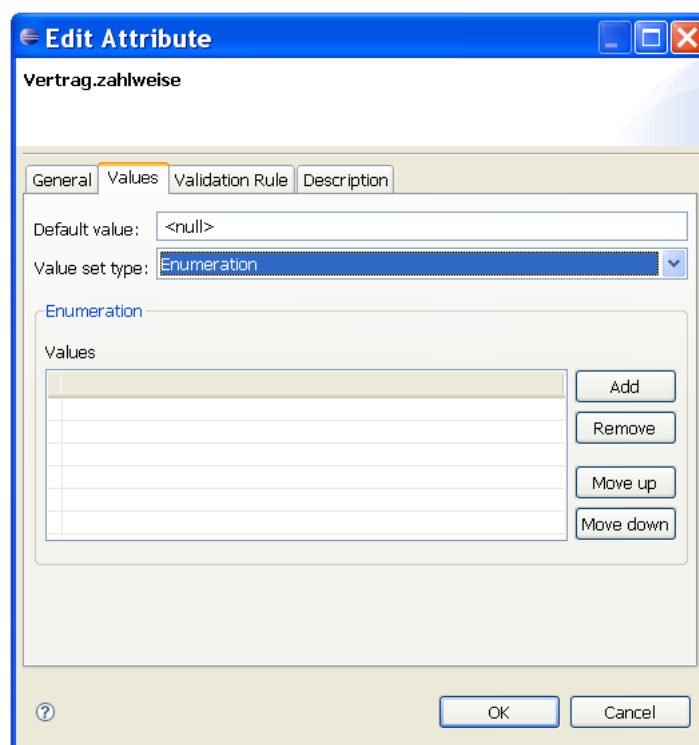 Edit Attribute
Vertrag.zahlweise
General Values Validation Rule Description
Default value: <null>
Value set type: Enumeration
Enumeration
Values
Add
Remove
Move up
Move down
OK Cancel